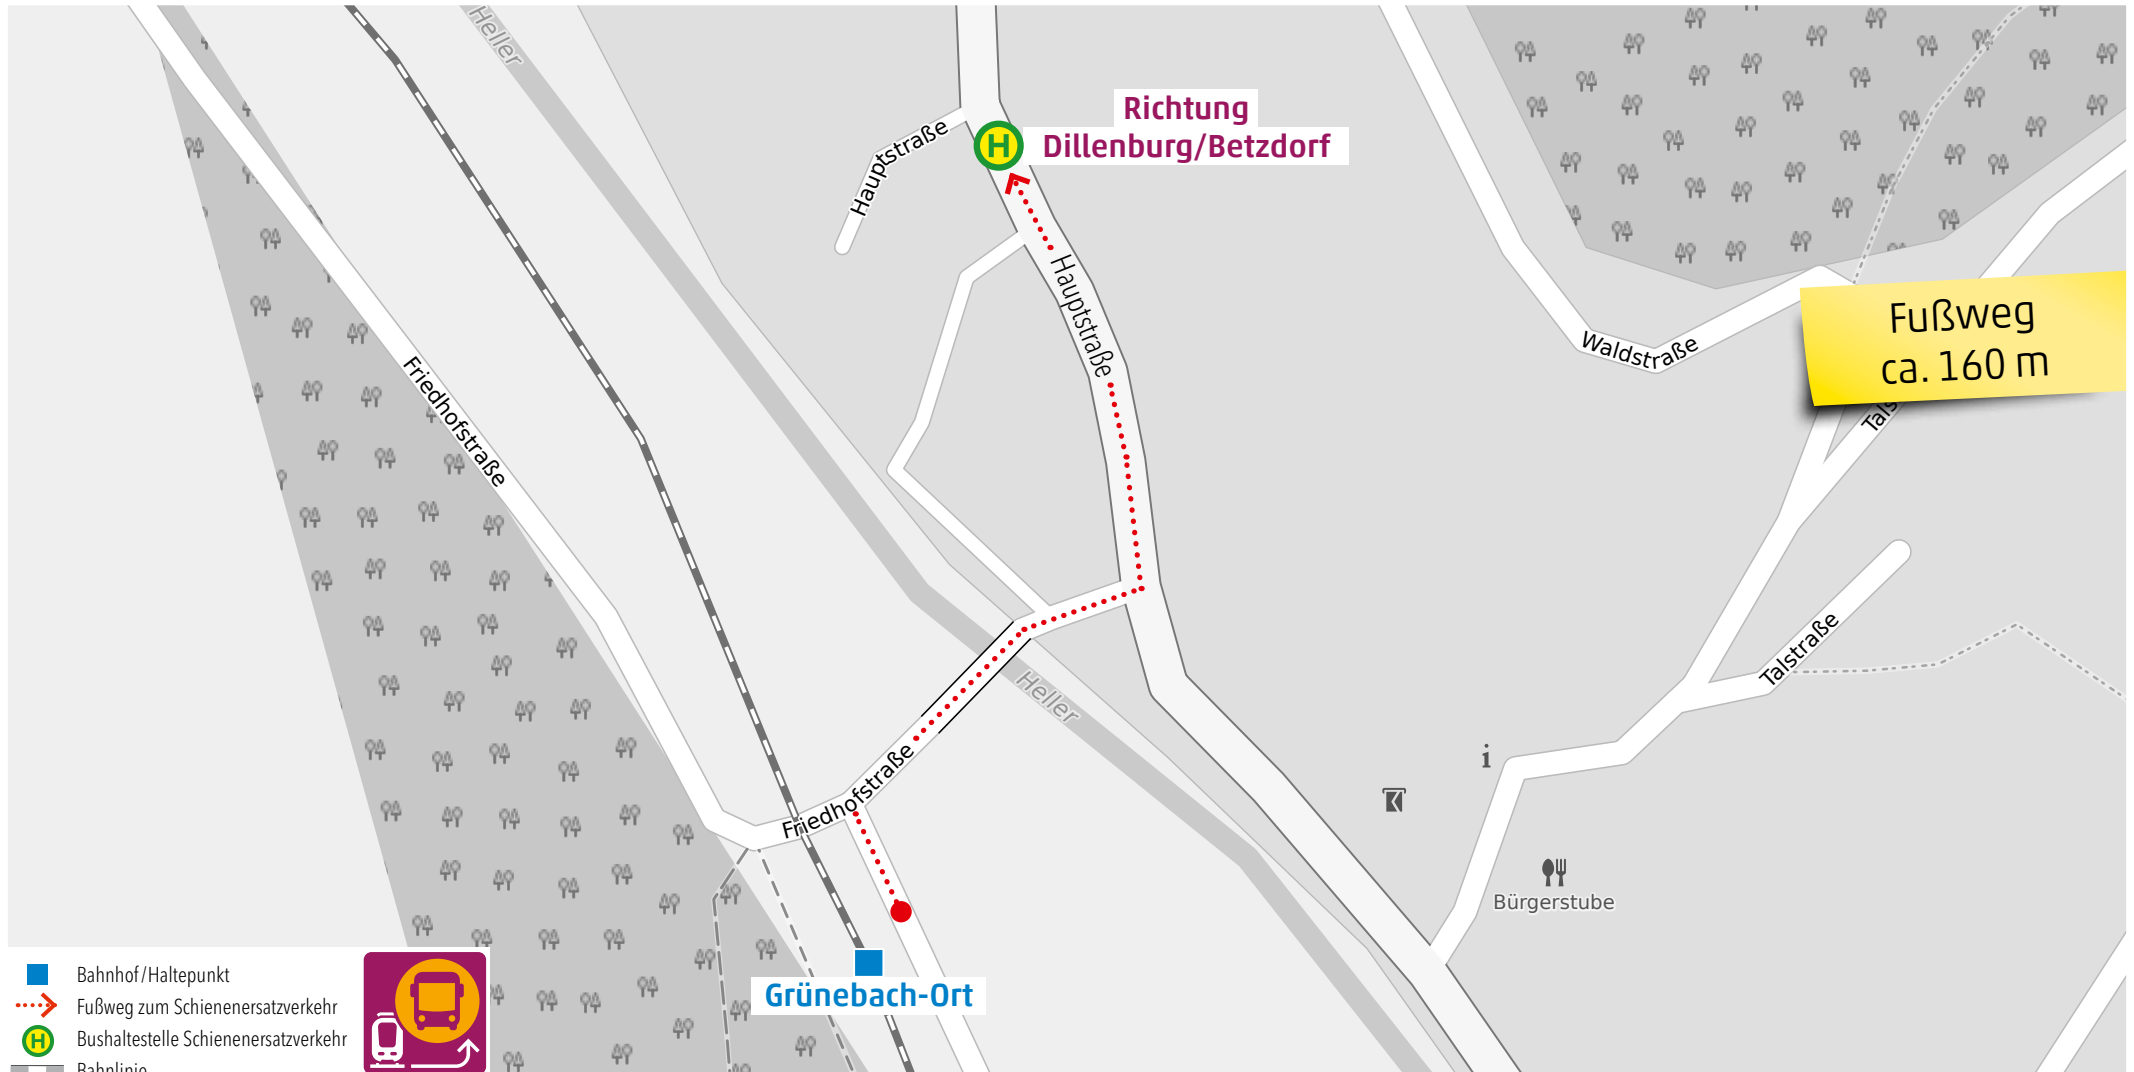 Heller
Richtung
Dillenburg/Betzdorf
H
Hauptstraße
Hauptstraße
Fußweg
ca. 160 m
Waldstraße
Friedhofstraße
Talstraße
Heller
i
Friedhofstraße
Bürgerstube
Grünebach-Ort
Bahnhof/Haltepunkt
Fußweg zum Schienenersatzverkehr
H
Bushaltestelle Schienenersatzverkehr
Bahnlinie